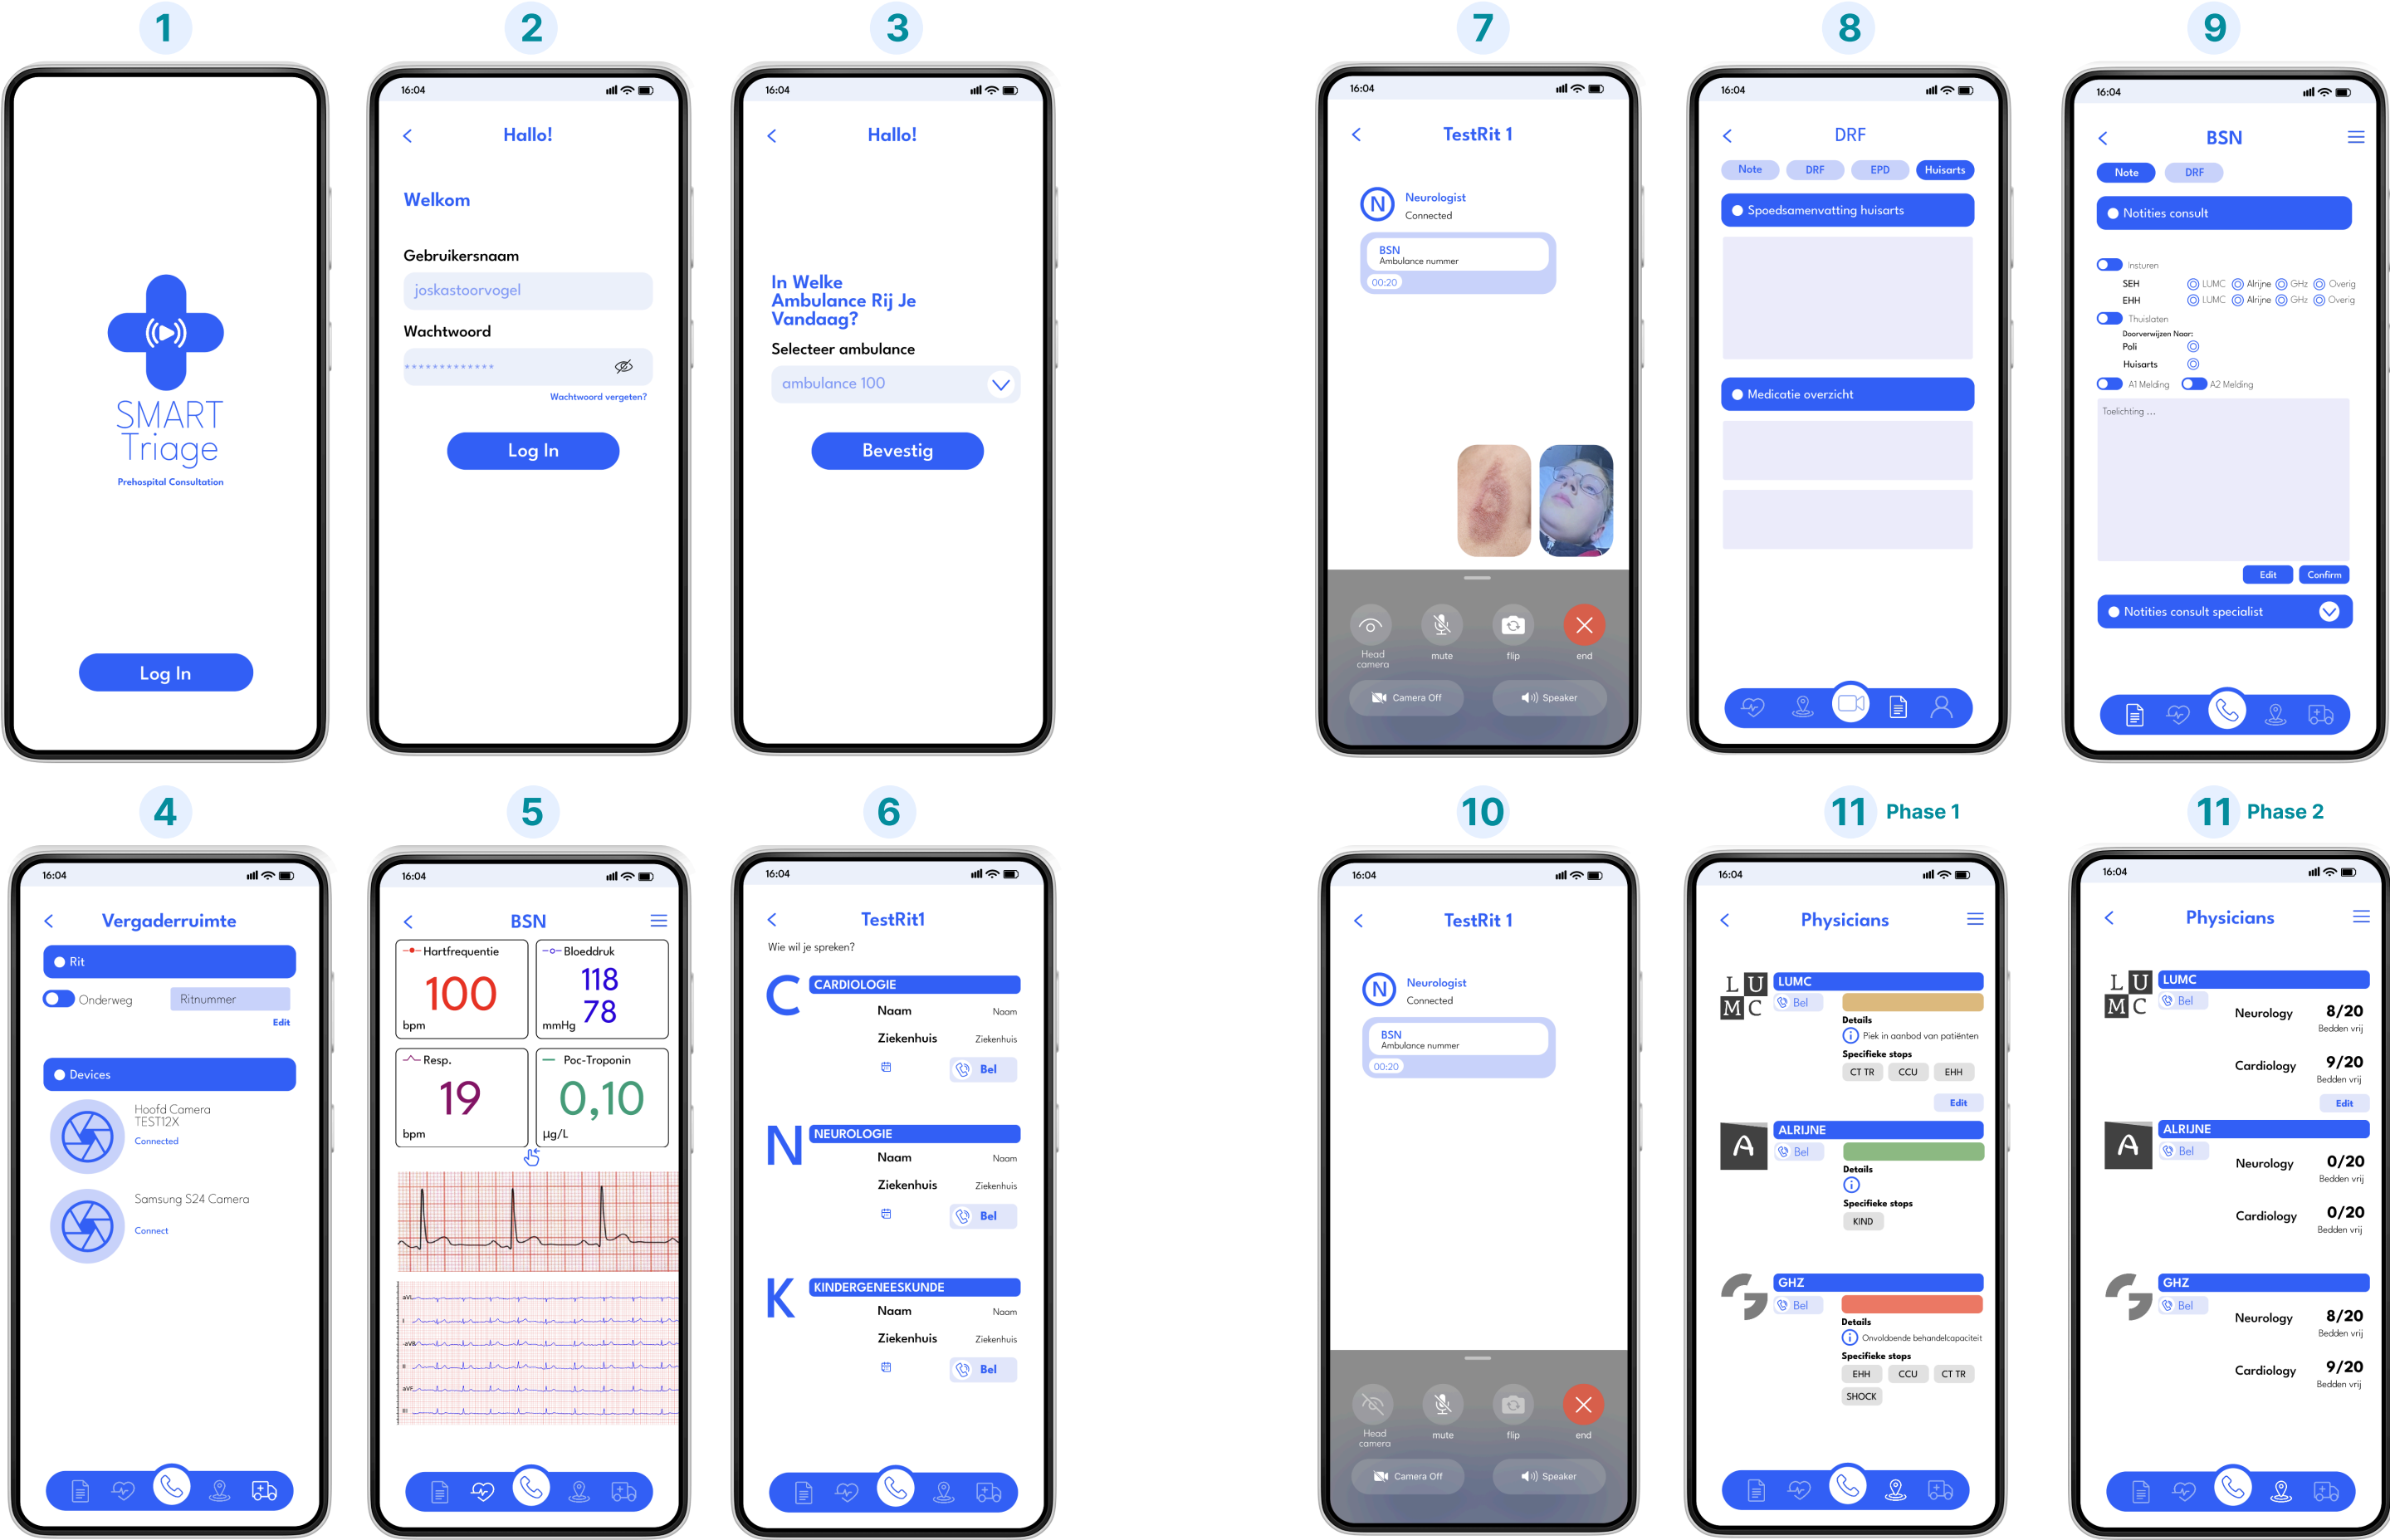 1
2
3
7
8
9
SMART
Triage
Prehospital Consultation
Log In
16:04
Hallo!
Welkom
Gebruikersnaam
joskastoorvogel
Wachtwoord
*************
Wachtwoord vergeten?
Log In
16:04
Hallo!
In Welke
Ambulance Rij Je
Vandaag?
Selecteer ambulance
ambulance 100
Bevestig
16:04
TestRit 1
N
Neurologist
Connected
BSN
Ambulance nummer
00:20
Head
camera
mute
flip
end
Camera Off
Speaker
16:04
DRF
Note DRF EPD Huisarts
Spoedsamenvatting huisarts
Medicatie overzicht
16:04
BSN
Note DRF
Notities consult
Insturen
SEH LUMC Alrijne GHz Overig
EHH LUMC Alrijne GHz Overig
Thuislaten
Doorverwijzen Naar:
Poli
Huisarts
A1 Melding A2 Melding
Toelichting ...
Edit Confirm
Notities consult specialist
4
5
6
10
11 Phase 1
11 Phase 2
16:04
Vergaderruimte
Rit
Onderweg Ritnummer
Edit
Devices
Hoofd Camera
TEST12X
Connected
Samsung S24 Camera
Connect
16:04
BSN
Hartfrequentie
100
bpm
Bloeddruk
118
78
mmHg
Resp.
19
bpm
Poc-Troponin
0,10
µg/L
aVL
I
-aVR
II
aVF
III
16:04
TestRit1
Wie wil je spreken?
C
CARDIOLOGIE
Naam Naam
Ziekenhuis Ziekenhuis
Bel
N
NEUROLOGIE
Naam Naam
Ziekenhuis Ziekenhuis
Bel
K
KINDERGENEESKUNDE
Naam Naam
Ziekenhuis Ziekenhuis
Bel
16:04
TestRit 1
N
Neurologist
Connected
BSN
Ambulance nummer
00:20
Head
camera
mute
flip
end
Camera Off
Speaker
16:04
Physicians
LU
MC
LUMC
Bel
Details
Piek in aanbod van patiënten
Specifieke stops
CT TR CCU EHH
Edit
A
ALRIJNE
Bel
Details
Specifieke stops
KIND
GHZ
Bel
Details
Onvoldoende behandelcapaciteit
Specifieke stops
EHH CCU CT TR
SHOCK
16:04
Physicians
LU
MC
LUMC
Bel
Neurology 8/20
Bedden vrij
Cardiology 9/20
Bedden vrij
Edit
A
ALRIJNE
Bel
Neurology 0/20
Bedden vrij
Cardiology 0/20
Bedden vrij
GHZ
Bel
Neurology 8/20
Bedden vrij
Cardiology 9/20
Bedden vrij